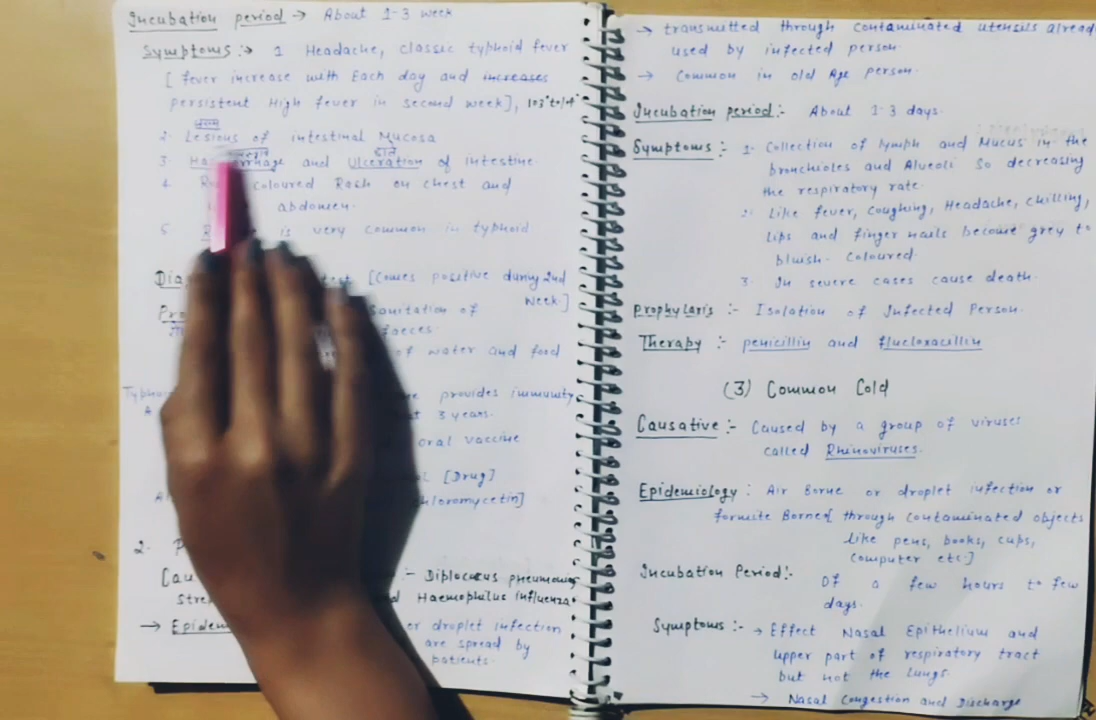 Incubation period → About 1-3 week
Symptoms :→ 1 Headache, classic typhoid fever
[ fever increase with Each day and increases
persistent High fever in second week], 103° to 104°
2. Lesions of intestinal Mucosa
3. and Ulceration of intestine.
4. coloured Rash on chest and
abdomen.
5. is very common in typhoid
test [Comes positive during 2nd
Week.]
Sanitation of
faeces.
of water and food
provides immunity
3 years.
oral vaccine
[Drug]
2.
:- Diplococus pneumoniae
Haemophilus influenza
→ or droplet infection
are spread by
patients.
→ transmitted through contaminated utensils already
used by infected person.
→ Common in old Age person.
Incubation period:- About 1-3 days.
Symptoms :- 1. Collection of lymph and Mucus in the
bronchioles and Alveoli So decreasing
the respiratory rate.
2. Like fever, coughing, Headache, chilling,
lips and finger nails become grey to
bluish. Coloured.
3. In severe cases cause death.
prophylaxis :- Isolation of Infected Person.
Therapy :- penicillin and flucloxacillin
(3) Common Cold
Causative :- Caused by a group of viruses
called Rhinoviruses.
Epidemiology : Air Borne or droplet infection or
formite Borne [ through contaminated objects
like pens, books, cups,
computer etc.]
Incubation Period :- Of a few hours to few
days.
Symptoms :- → Effect Nasal Epithelium and
upper part of respiratory tract
but not the lungs.
→ Nasal Congestion and Discharge